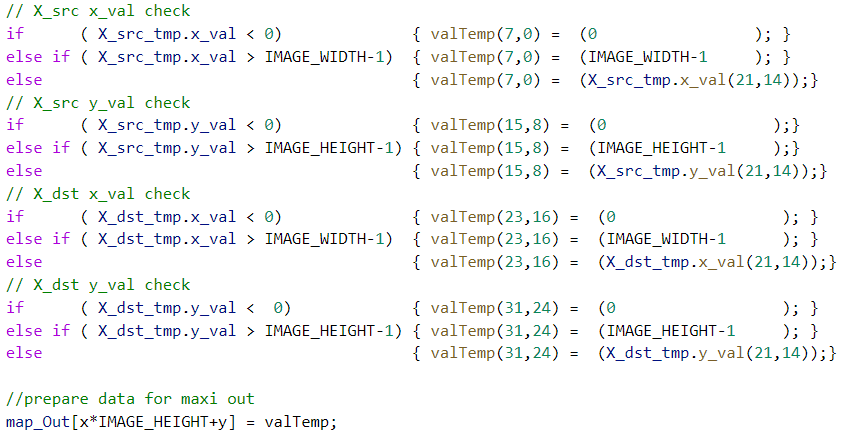 // X_src x_val check
if      ( X_src_tmp.x_val < 0)              { valTemp(7,0) =  (0                 ); }
else if ( X_src_tmp.x_val > IMAGE_WIDTH-1)  { valTemp(7,0) =  (IMAGE_WIDTH-1     ); }
else                                        { valTemp(7,0) =  (X_src_tmp.x_val(21,14));}
// X_src y_val check
if      ( X_src_tmp.y_val < 0)              { valTemp(15,8) =  (0                  );}
else if ( X_src_tmp.y_val > IMAGE_HEIGHT-1) { valTemp(15,8) =  (IMAGE_HEIGHT-1     );}
else                                        { valTemp(15,8) =  (X_src_tmp.y_val(21,14));}
// X_dst x_val check
if      ( X_dst_tmp.x_val < 0)              { valTemp(23,16) =  (0                  ); }
else if ( X_dst_tmp.x_val > IMAGE_WIDTH-1)  { valTemp(23,16) =  (IMAGE_WIDTH-1      ); }
else                                        { valTemp(23,16) =  (X_dst_tmp.x_val(21,14));}
// X_dst y_val check
if      ( X_dst_tmp.y_val <  0)             { valTemp(31,24) =  (0                  ); }
else if ( X_dst_tmp.y_val > IMAGE_HEIGHT-1) { valTemp(31,24) =  (IMAGE_HEIGHT-1     ); }
else                                        { valTemp(31,24) =  (X_dst_tmp.y_val(21,14));}

//prepare data for maxi out
map_Out[x*IMAGE_HEIGHT+y] = valTemp;